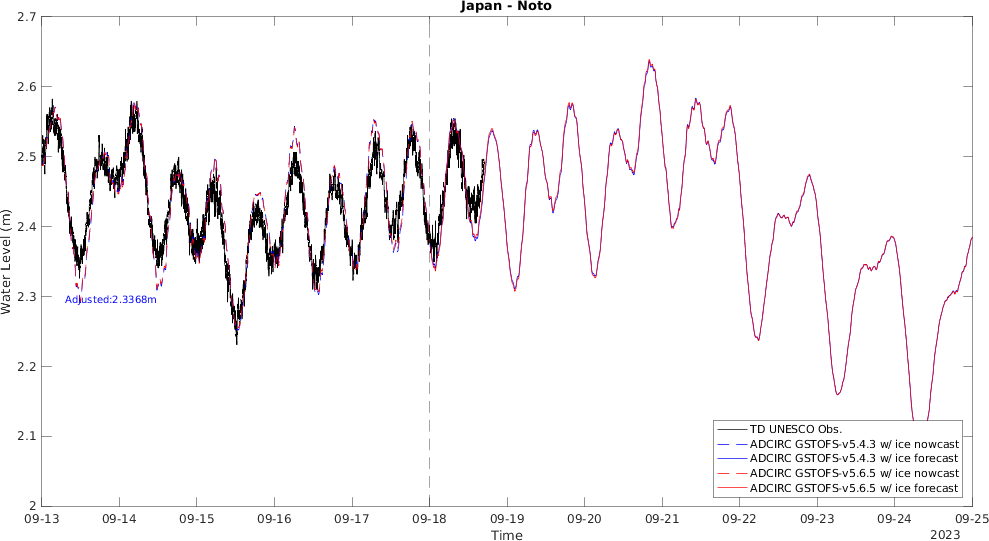 Japan - Noto
2.7
2.6
2.5
2.4
2.3
2.2
2.1
2
Water Level (m)
Adjusted:2.3368m
TD UNESCO Obs.
ADCIRC GSTOFS-v5.4.3 w/ ice nowcast
ADCIRC GSTOFS-v5.4.3 w/ ice forecast
ADCIRC GSTOFS-v5.6.5 w/ ice nowcast
ADCIRC GSTOFS-v5.6.5 w/ ice forecast
09-13 09-14 09-15 09-16 09-17 09-18 09-19 09-20 09-21 09-22 09-23 09-24 09-25
Time
2023